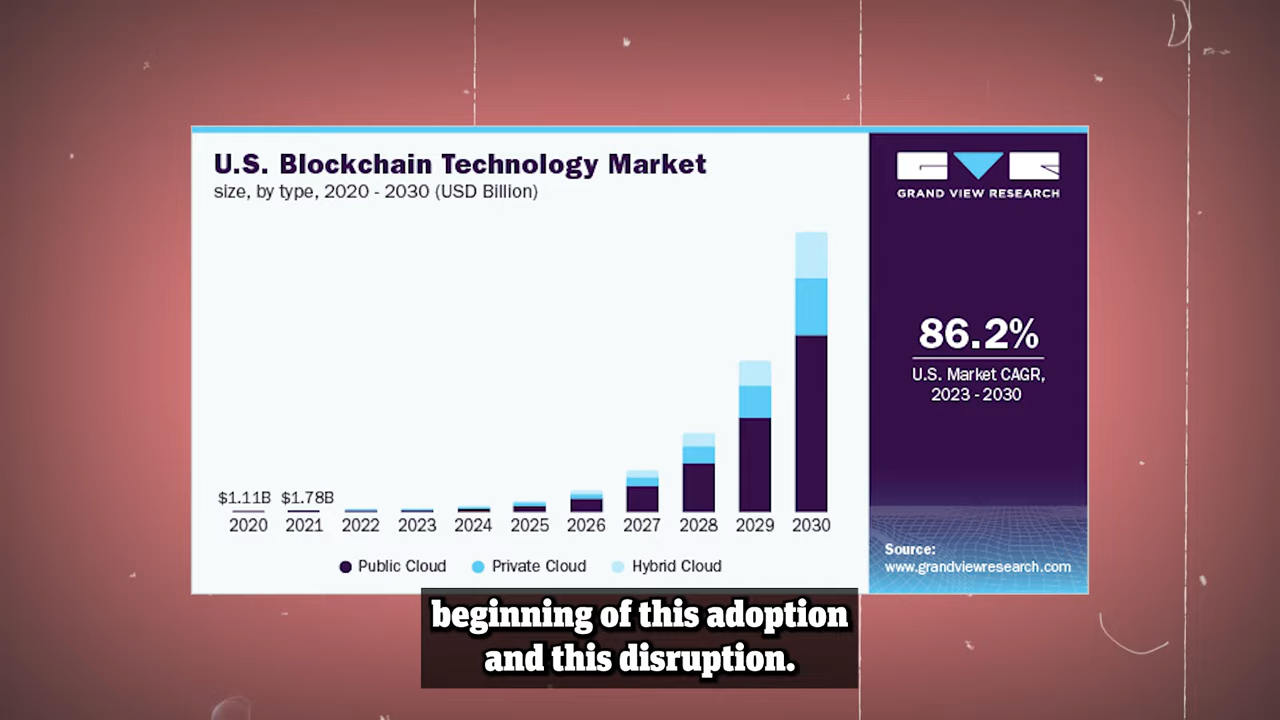 U.S. Blockchain Technology Market
size, by type, 2020 - 2030 (USD Billion)
GRAND VIEW RESEARCH
86.2%
U.S. Market CAGR,
2023 - 2030
$1.11B $1.78B
2020 2021 2022 2023 2024 2025 2026 2027 2028 2029 2030
Public Cloud Private Cloud Hybrid Cloud
Source:
www.grandviewresearch.com
beginning of this adoption
and this disruption.